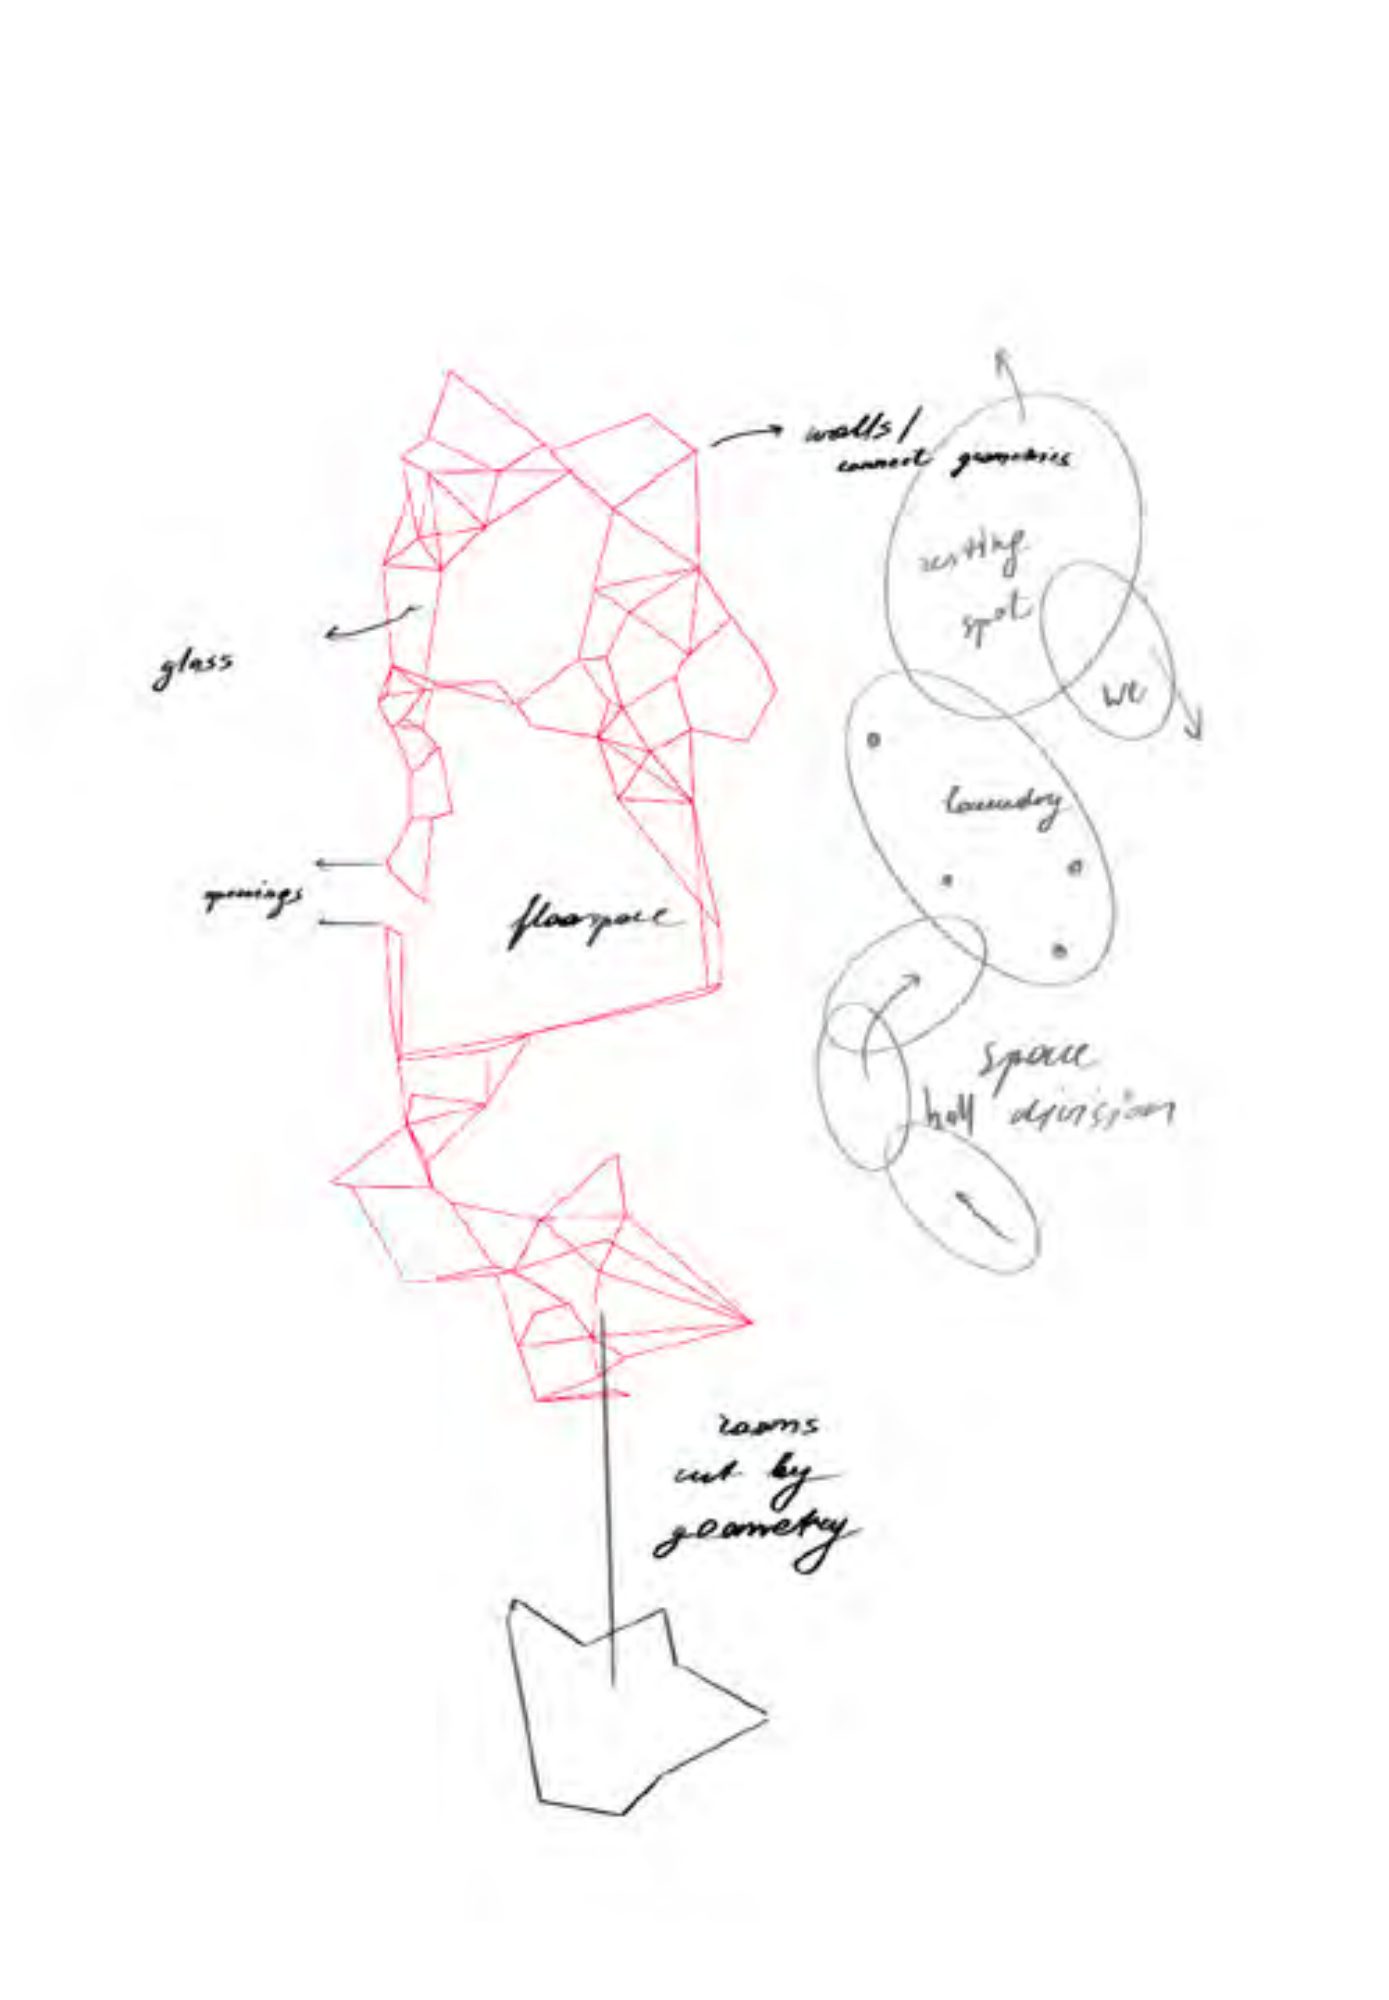 walls/
connect geometries
resting
spot
glass
wc
laundry
openings
floorspace
space
hall division
rooms
cut by
geometry